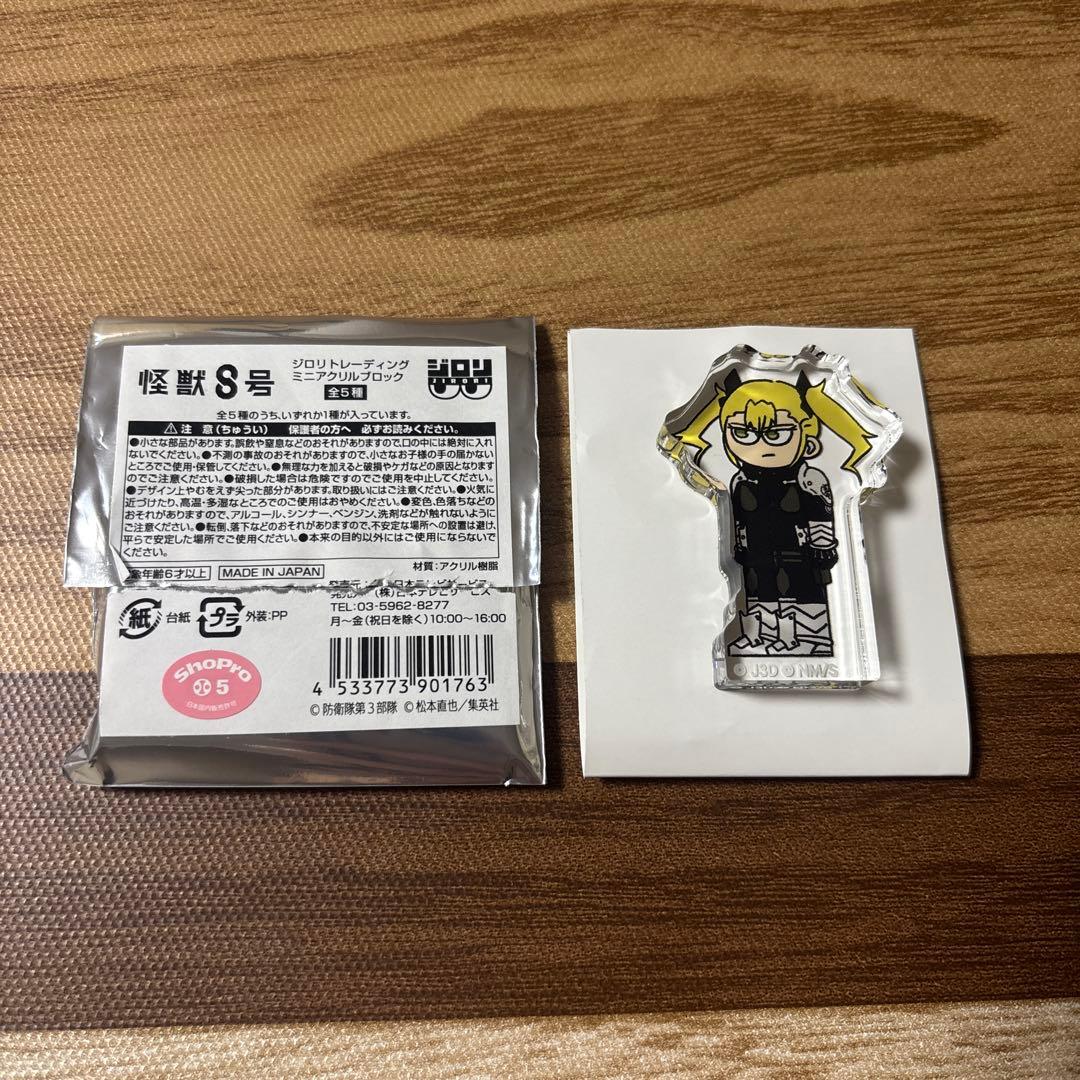 怪獣8号
ジロリトレーディング
ミニアクリルブロック
全5種
ジロリ
JIRORI
全5種のうち、いずれか1種が入っています。
⚠注 意(ちゅうい) 保護者の方へ 必ずお読みください。
●小さな部品があります。誤飲や窒息などのおそれがありますので、口の中には絶対に入れ
ないでください。●不測の事故のおそれがありますので、小さなお子様の手の届かない
ところでご使用・保管してください。●無理な力を加えると破損やケガなどの原因となります
のでご注意ください。●破損した場合は危険ですのでご使用を中止してください。
●デザイン上やむをえず尖った部分があります。取り扱いにはご注意ください。●火気に
近づけたり、高温・多湿なところでのご使用はおやめください。●変色、色落ちなどの
おそれがありますので、アルコール、シンナー、ベンジン、洗剤などが触れないように
ご注意ください。●転倒、落下などのおそれがありますので、不安定な場所への設置は避け、
平らで安定した場所でご使用ください。●本来の目的以外にはご使用にならないで
ください。
材質:アクリル樹脂
年齢6才以上 MADE IN JAPAN
(株)日本テレビサービス
TEL:03-5962-8277
月~金(祝日を除く)10:00~16:00
紙 台紙 プラ 外装:PP
ShoPro
5
日本国内販売許可
4 533773 901763
©防衛隊第3部隊 ©松本直也/集英社
© J3D © NM/S